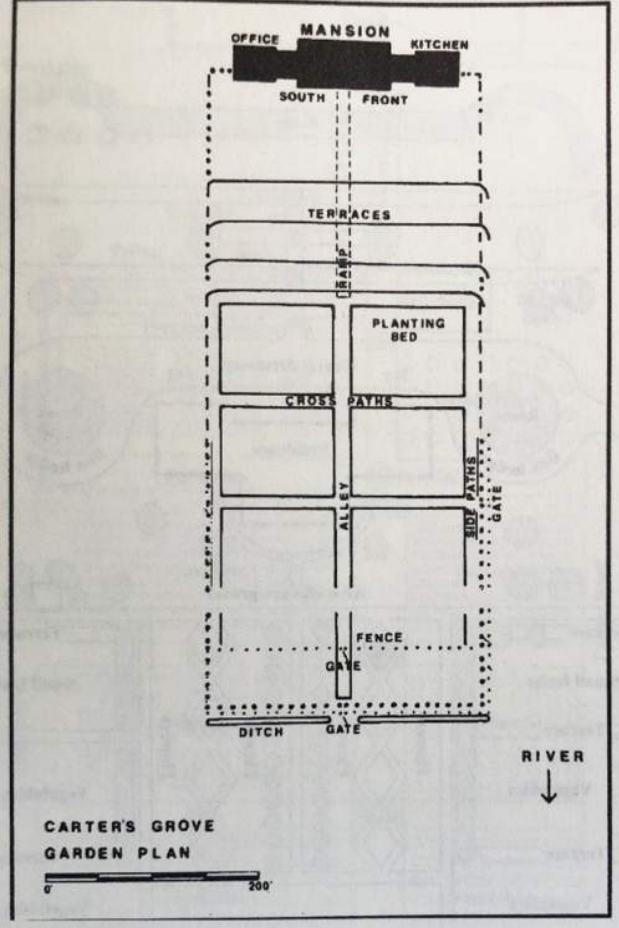 MANSION
OFFICE
KITCHEN
SOUTH FRONT
TERRACES
RAMP
PLANTING
BED
CROSS PATHS
ALLEY
SIDE PATHS
GATE
FENCE
GATE
DITCH
GATE
RIVER
CARTER'S GROVE
GARDEN PLAN
0' 200'